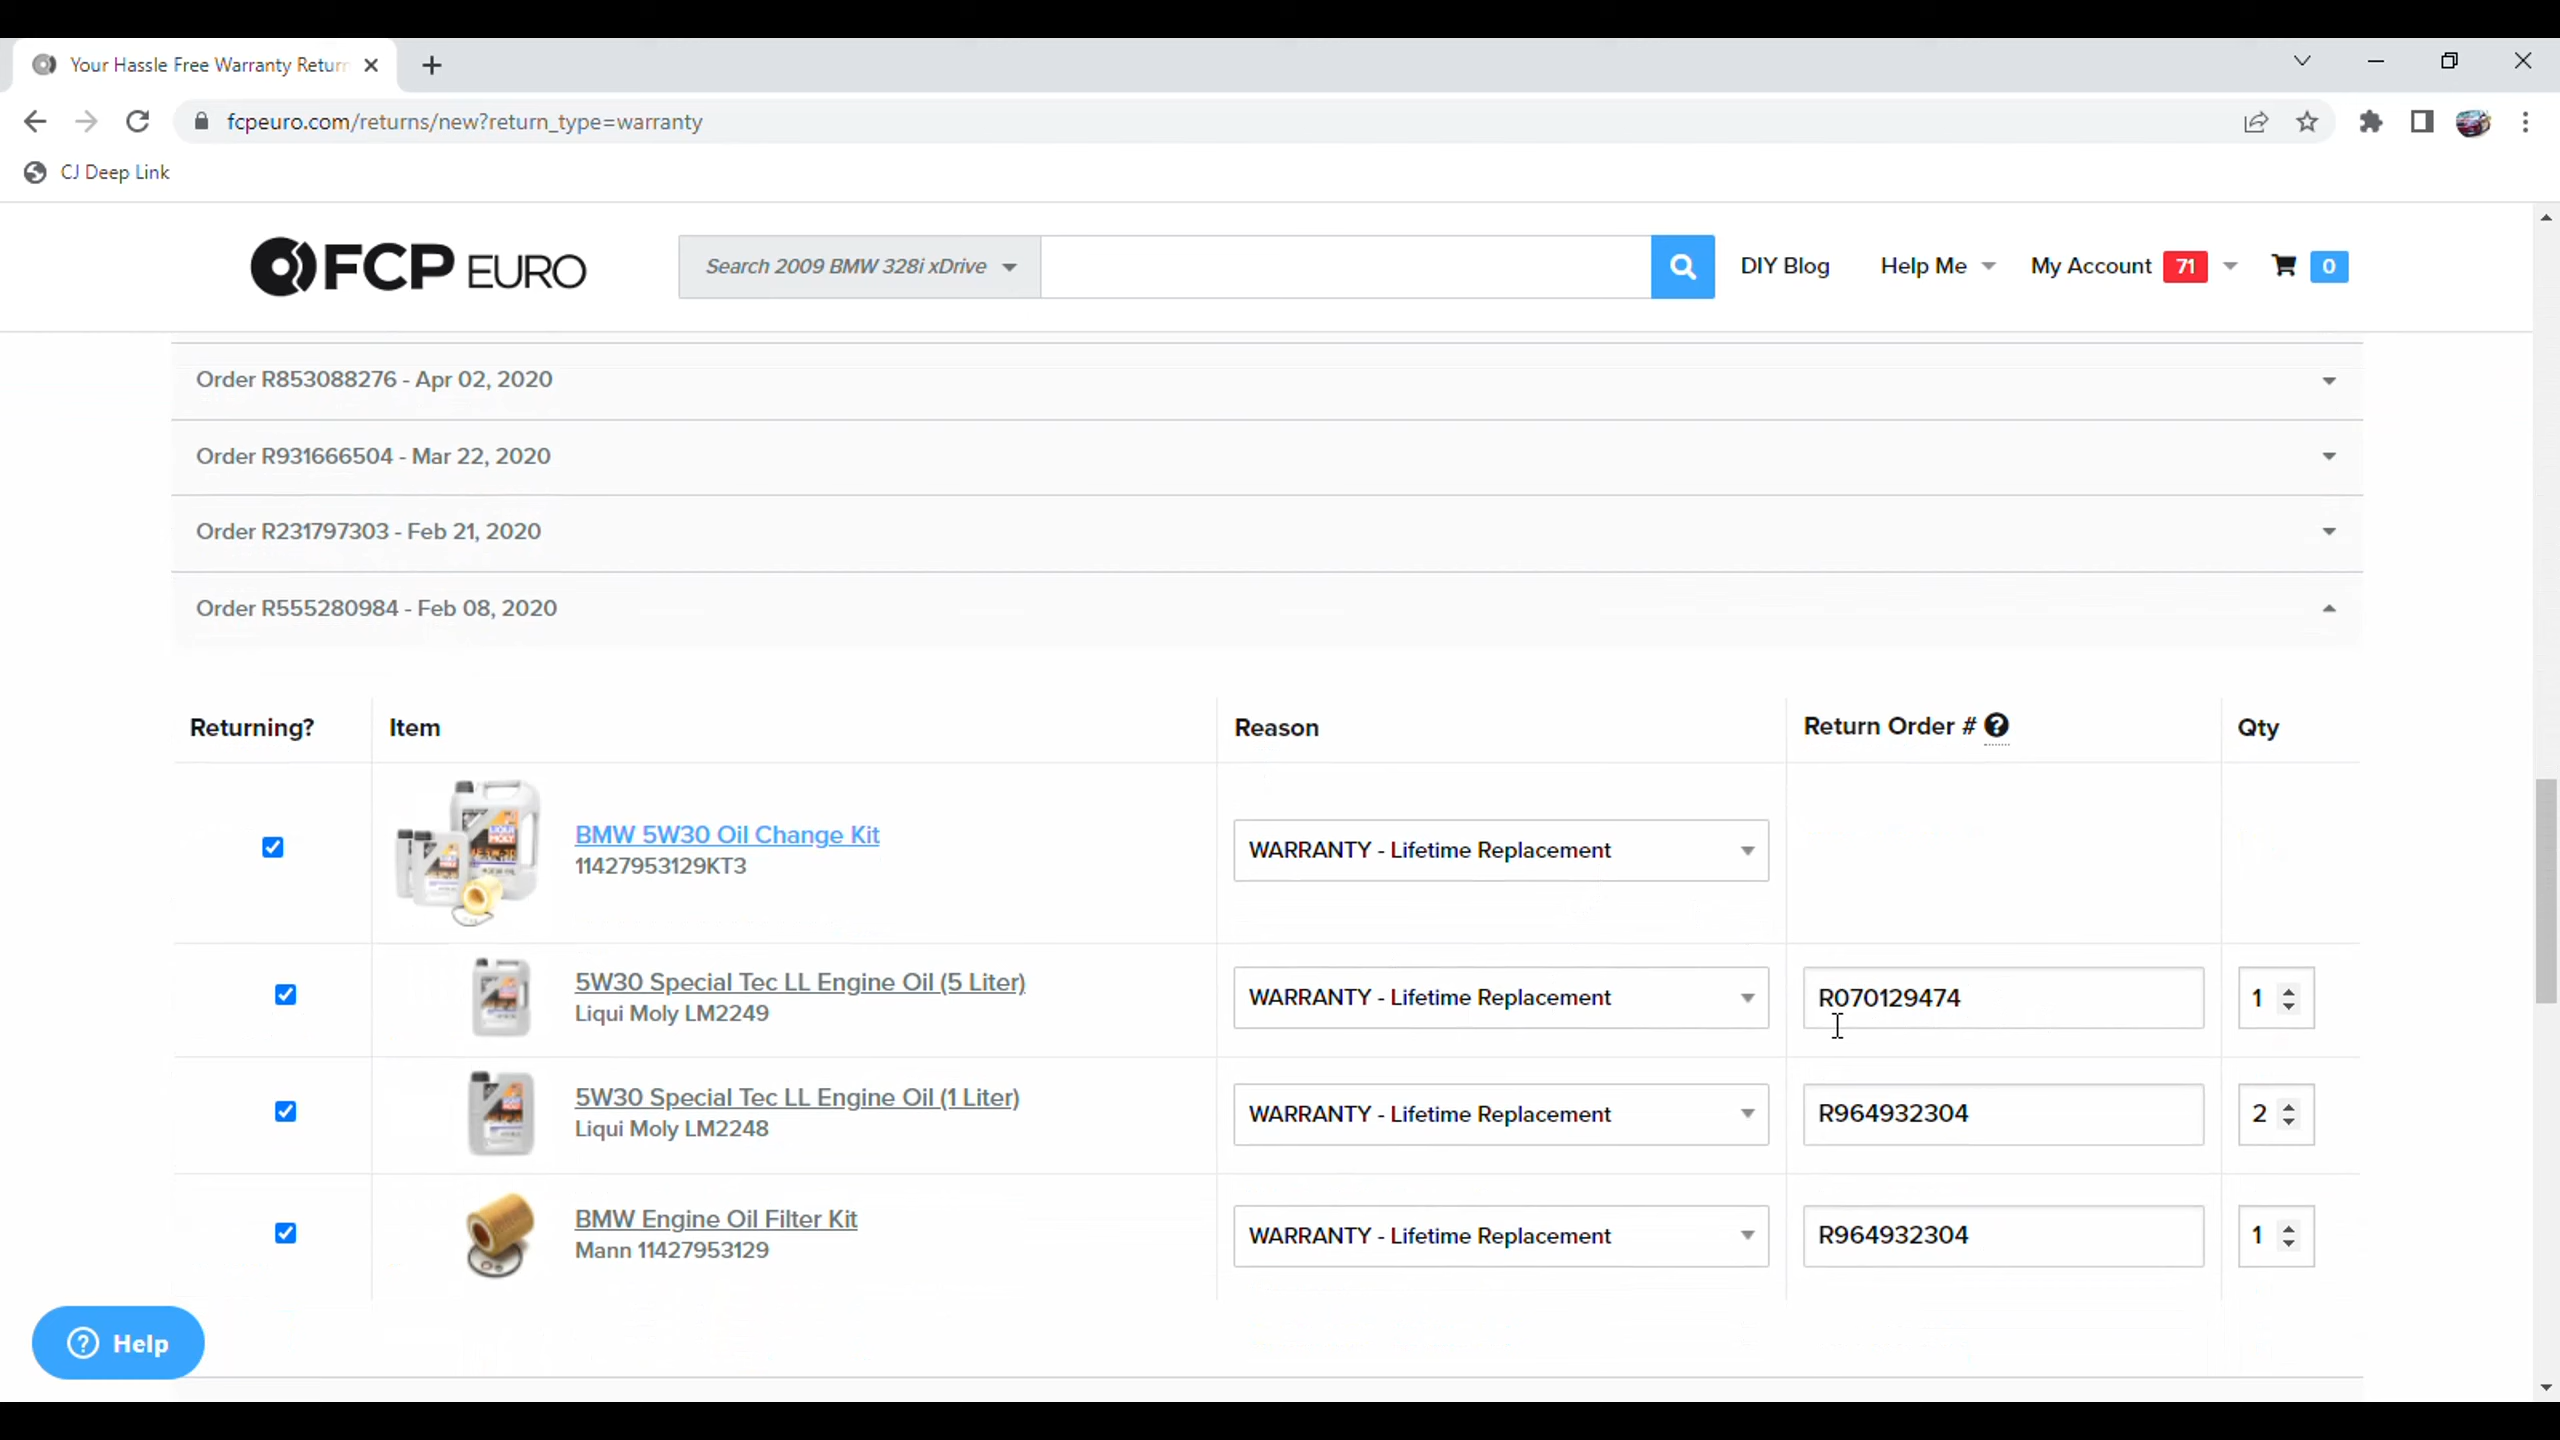 Your Hassle Free Warranty Return
fcpeuro.com/returns/new?return_type=warranty
CJ Deep Link
FCP EURO
Search 2009 BMW 328i xDrive
DIY Blog
Help Me
My Account 71
0
Order R853088276 - Apr 02, 2020
Order R931666504 - Mar 22, 2020
Order R231797303 - Feb 21, 2020
Order R555280984 - Feb 08, 2020
Returning? Item Reason Return Order # ? Qty
BMW 5W30 Oil Change Kit
11427953129KT3
WARRANTY - Lifetime Replacement
5W30 Special Tec LL Engine Oil (5 Liter)
Liqui Moly LM2249
WARRANTY - Lifetime Replacement
R070129474
1
5W30 Special Tec LL Engine Oil (1 Liter)
Liqui Moly LM2248
WARRANTY - Lifetime Replacement
R964932304
2
BMW Engine Oil Filter Kit
Mann 11427953129
WARRANTY - Lifetime Replacement
R964932304
1
? Help